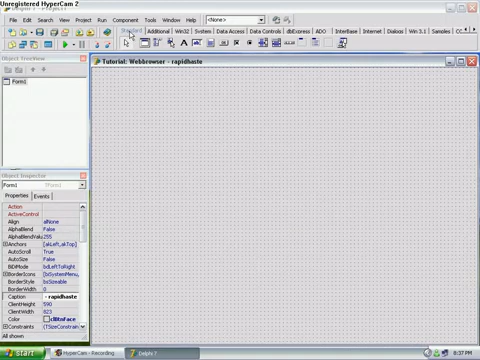 Unregistered HyperCam 2
File Edit Search View Project Run Component Tools Window Help <None>
Standard Additional Win32 System Data Access Data Controls dbExpress ADO InterBase Internet Dialogs Win 3.1 Samples
Object TreeView
Form1
Tutorial: Webbrowser - rapidhaste
Object Inspector
Form1 TForm1
Properties Events
Action
ActiveControl
Align alNone
AlphaBlend False
AlphaBlendValu 255
Anchors [akLeft,akTop]
AutoScroll True
AutoSize False
BiDiMode bdLeftToRight
BorderIcons [biSystemMenu,
BorderStyle bsSizeable
BorderWidth 0
Caption - rapidhaste
ClientHeight 590
ClientWidth 823
Color clBtnFace
Constraints (TSizeConstrain
All shown
start HyperCam - Recording Delphi 7 8:37 PM